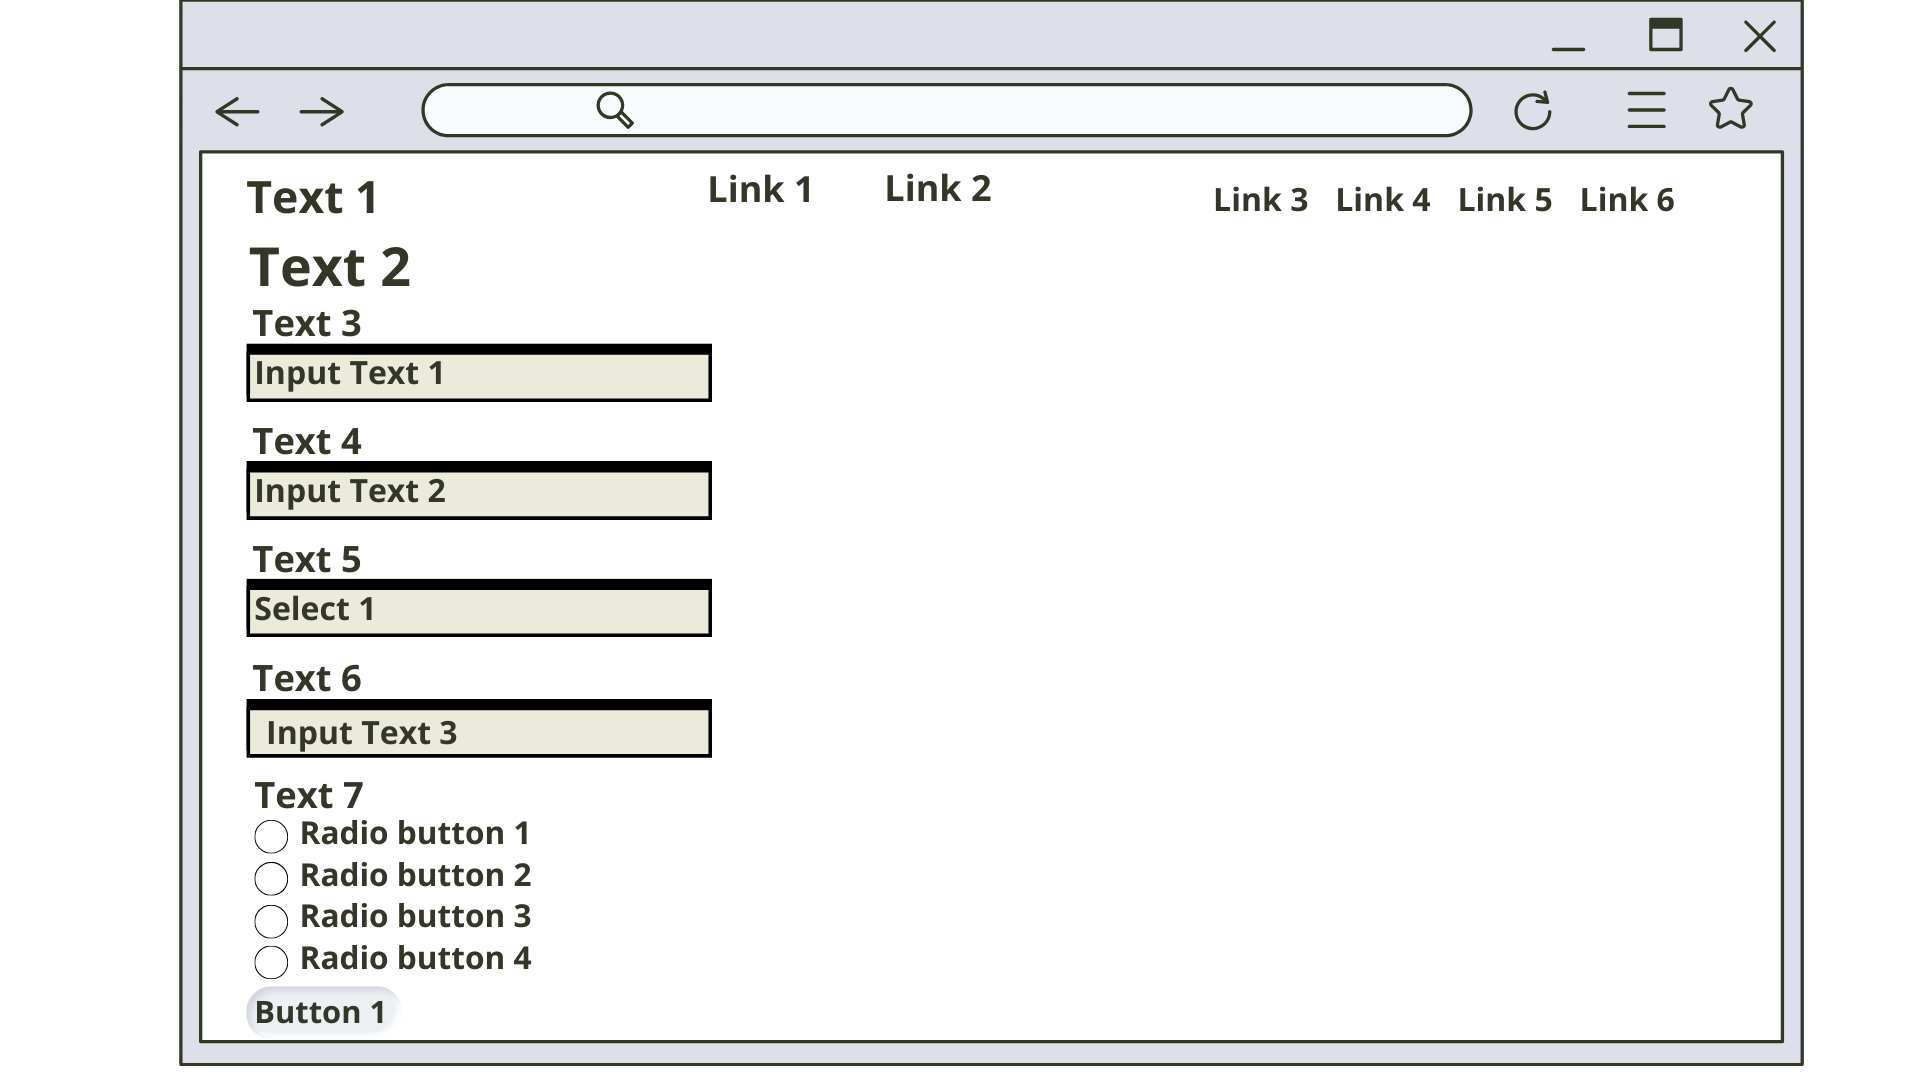 Text 1 Link 1 Link 2 Link 3 Link 4 Link 5 Link 6
Text 2
Text 3
Input Text 1
Text 4
Input Text 2
Text 5
Select 1
Text 6
Input Text 3
Text 7
Radio button 1
Radio button 2
Radio button 3
Radio button 4
Button 1